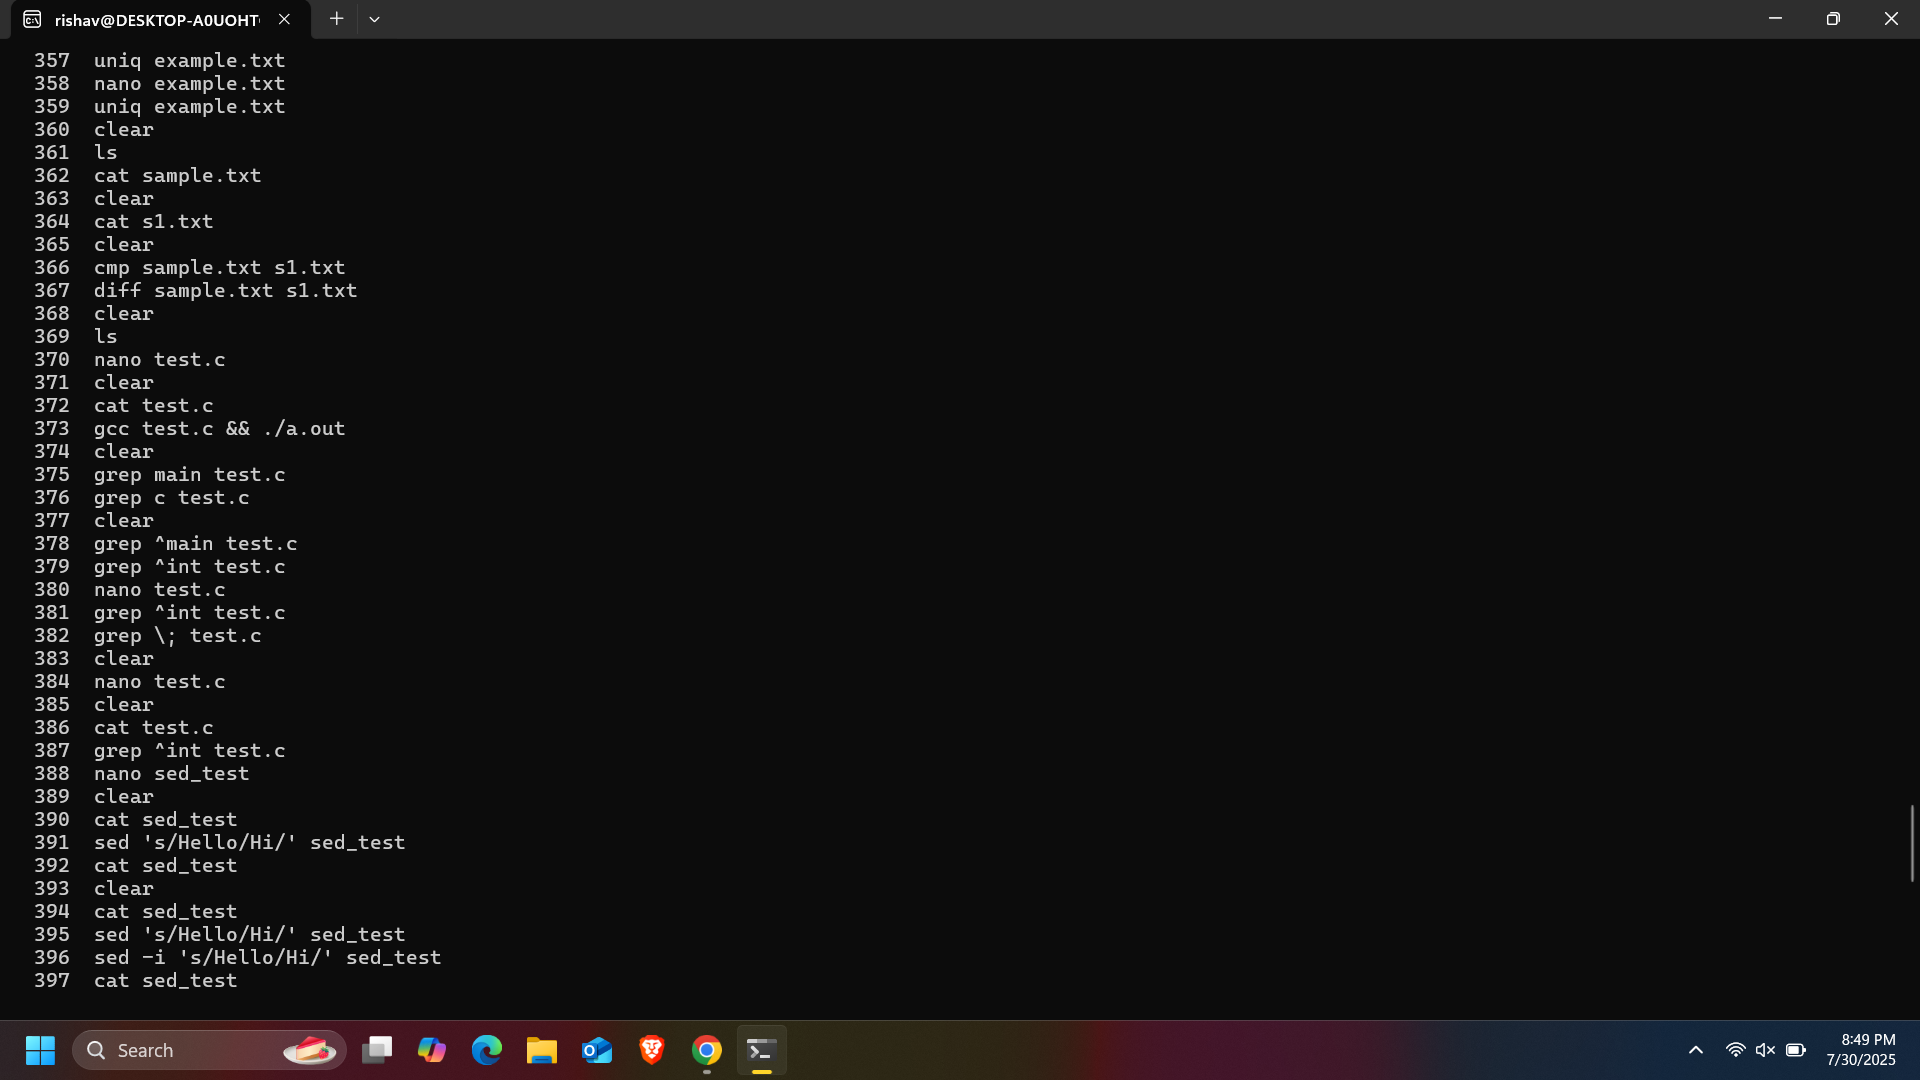 rishav@DESKTOP-A0UOHT
357 uniq example.txt
358 nano example.txt
359 uniq example.txt
360 clear
361 ls
362 cat sample.txt
363 clear
364 cat s1.txt
365 clear
366 cmp sample.txt s1.txt
367 diff sample.txt s1.txt
368 clear
369 ls
370 nano test.c
371 clear
372 cat test.c
373 gcc test.c && ./a.out
374 clear
375 grep main test.c
376 grep c test.c
377 clear
378 grep ^main test.c
379 grep ^int test.c
380 nano test.c
381 grep ^int test.c
382 grep \; test.c
383 clear
384 nano test.c
385 clear
386 cat test.c
387 grep ^int test.c
388 nano sed_test
389 clear
390 cat sed_test
391 sed 's/Hello/Hi/' sed_test
392 cat sed_test
393 clear
394 cat sed_test
395 sed 's/Hello/Hi/' sed_test
396 sed -i 's/Hello/Hi/' sed_test
397 cat sed_test
Search
8:49 PM
7/30/2025